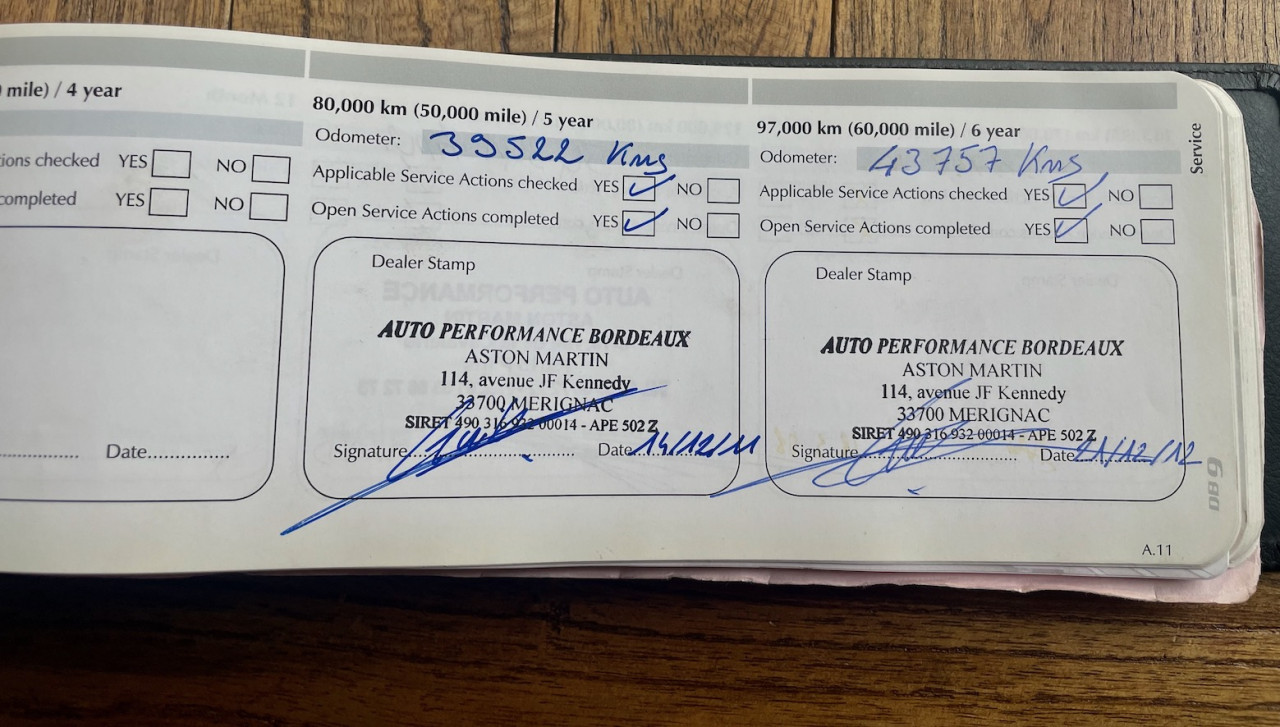 mile) / 4 year
ions checked YES NO
completed YES NO
Date..............
80,000 km (50,000 mile) / 5 year
Odometer: 39522 Kms
Applicable Service Actions checked YES NO
Open Service Actions completed YES NO
Dealer Stamp
AUTO PERFORMANCE BORDEAUX
ASTON MARTIN
114, avenue JF Kennedy
33700 MERIGNAC
SIRET 490 316 932 00014 - APE 502 Z
Signature Date 14/12/11
97,000 km (60,000 mile) / 6 year
Odometer: 43757 Kms
Applicable Service Actions checked YES NO
Open Service Actions completed YES NO
Dealer Stamp
AUTO PERFORMANCE BORDEAUX
ASTON MARTIN
114, avenue JF Kennedy
33700 MERIGNAC
SIRET 490 316 932 00014 - APE 502 Z
Signature Date 21/12/12
Service
A.11